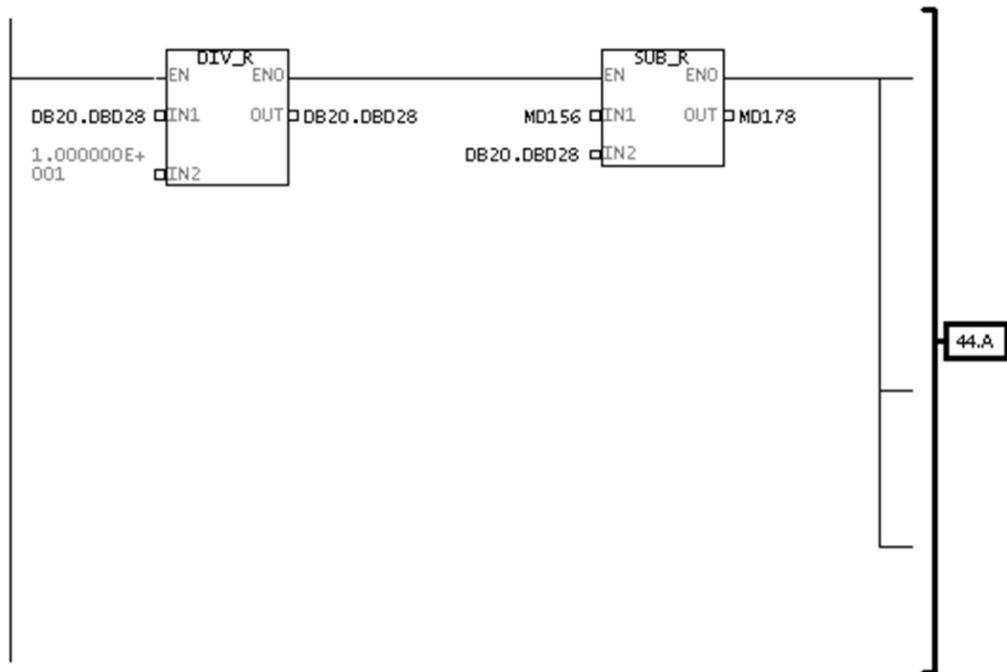 DIV_R
EN ENO
DB20.DBD28 IN1 OUT DB20.DBD28
1.000000E+
001 IN2
SUB_R
EN ENO
MD156 IN1 OUT MD178
DB20.DBD28 IN2
44.A